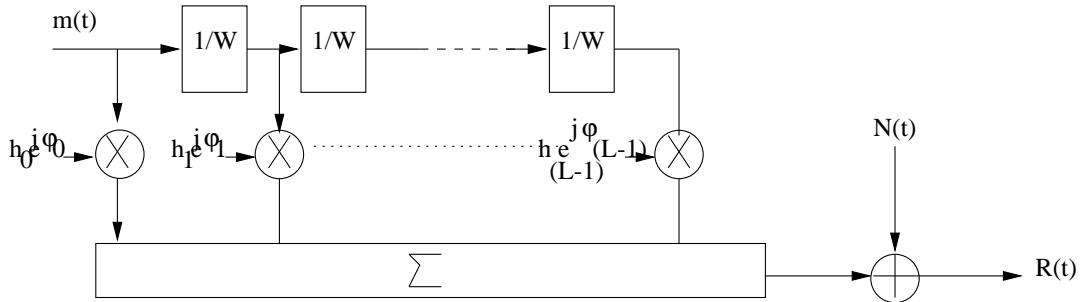 m(t)
1/W
1/W
1/W
h₀e^jφ0
h₁e^jφ1
h(L-1)e^jφ(L-1)
N(t)
Σ
R(t)